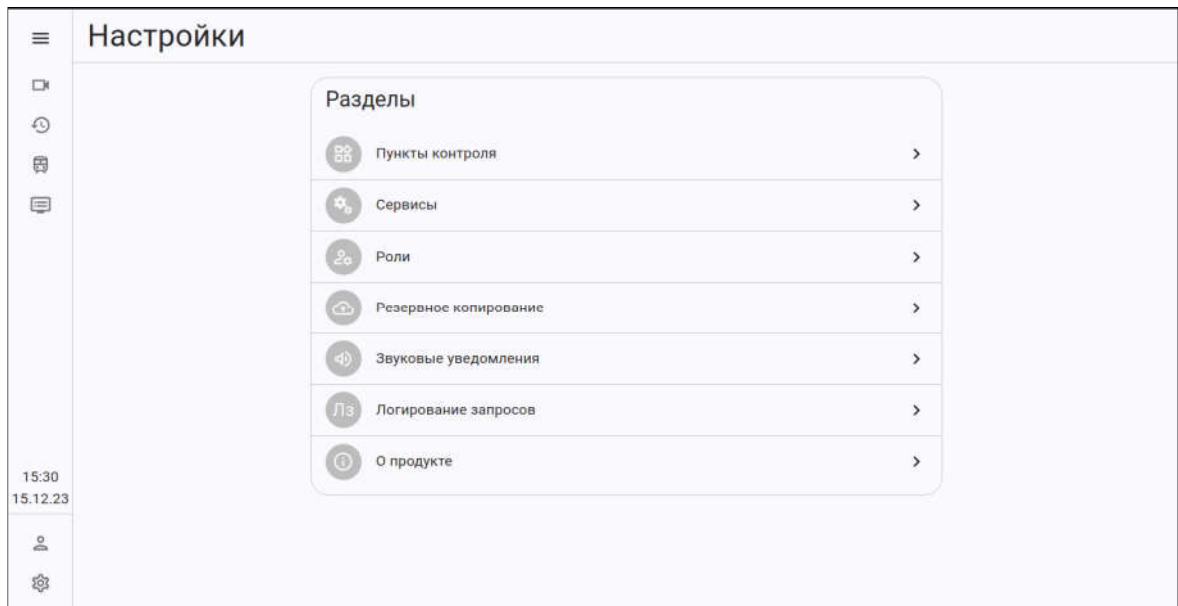 Настройки
Разделы
Пункты контроля
Сервисы
Роли
Резервное копирование
Звуковые уведомления
Лз Логирование запросов
О продукте
15:30
15.12.23